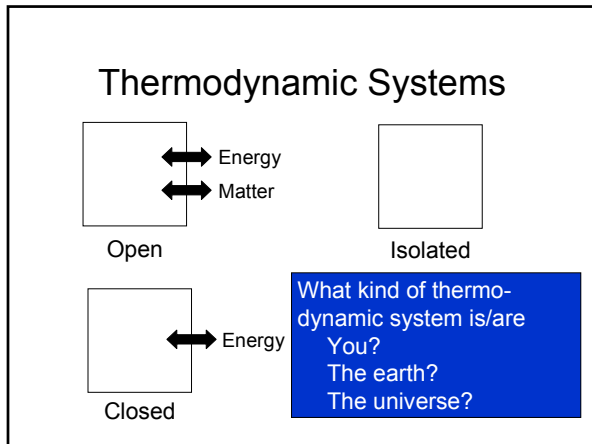 Thermodynamic Systems
Energy
Matter
Open
Isolated
Energy
Closed
What kind of thermo-
dynamic system is/are
You?
The earth?
The universe?